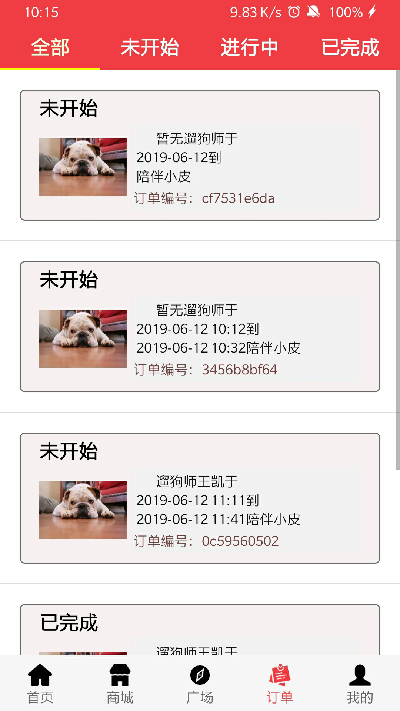 10:15 9.83 K/s 100%
全部 未开始 进行中 已完成
未开始
暂无遛狗师于
2019-06-12到
陪伴小皮
订单编号：cf7531e6da
未开始
暂无遛狗师于
2019-06-12 10:12到
2019-06-12 10:32陪伴小皮
订单编号：3456b8bf64
未开始
遛狗师王凯于
2019-06-12 11:11到
2019-06-12 11:41陪伴小皮
订单编号：0c59560502
已完成
遛狗师王凯于
首页 商城 广场 订单 我的